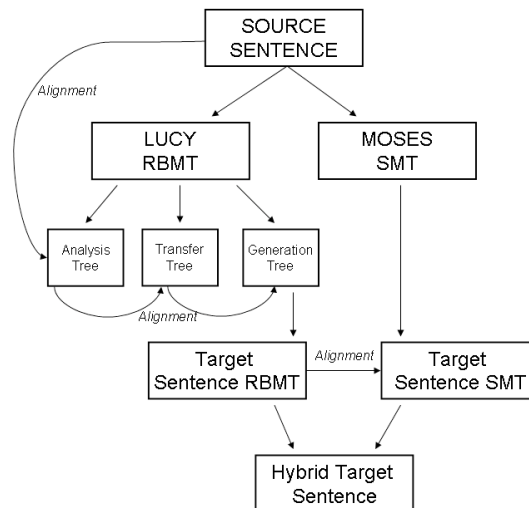 SOURCE
SENTENCE
Alignment
LUCY
RBMT
MOSES
SMT
Analysis
Tree
Transfer
Tree
Generation
Tree
Alignment
Target
Sentence RBMT
Alignment
Target
Sentence SMT
Hybrid Target
Sentence